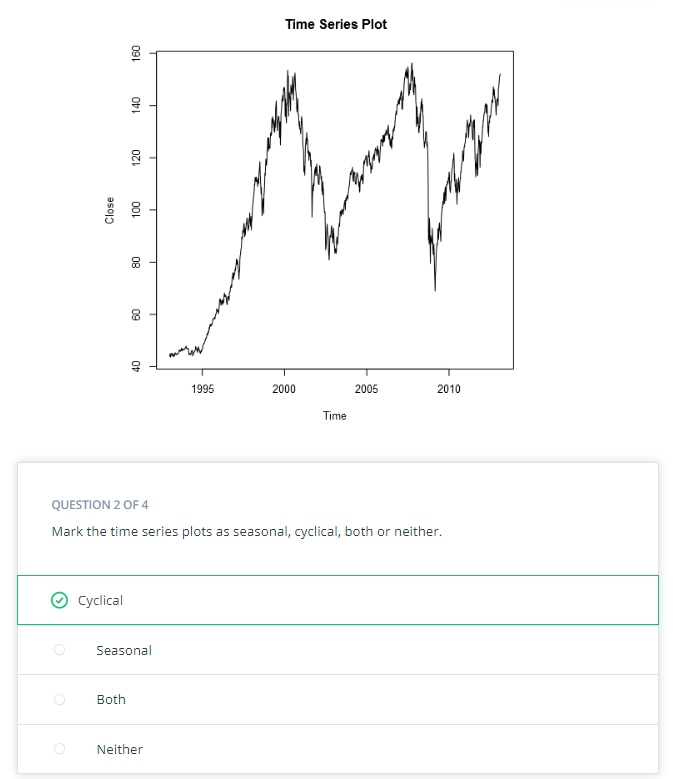 Time Series Plot
160
140
120
100
80
60
40
Close
1995 2000 2005 2010
Time
QUESTION 2 OF 4
Mark the time series plots as seasonal, cyclical, both or neither.
Cyclical
Seasonal
Both
Neither